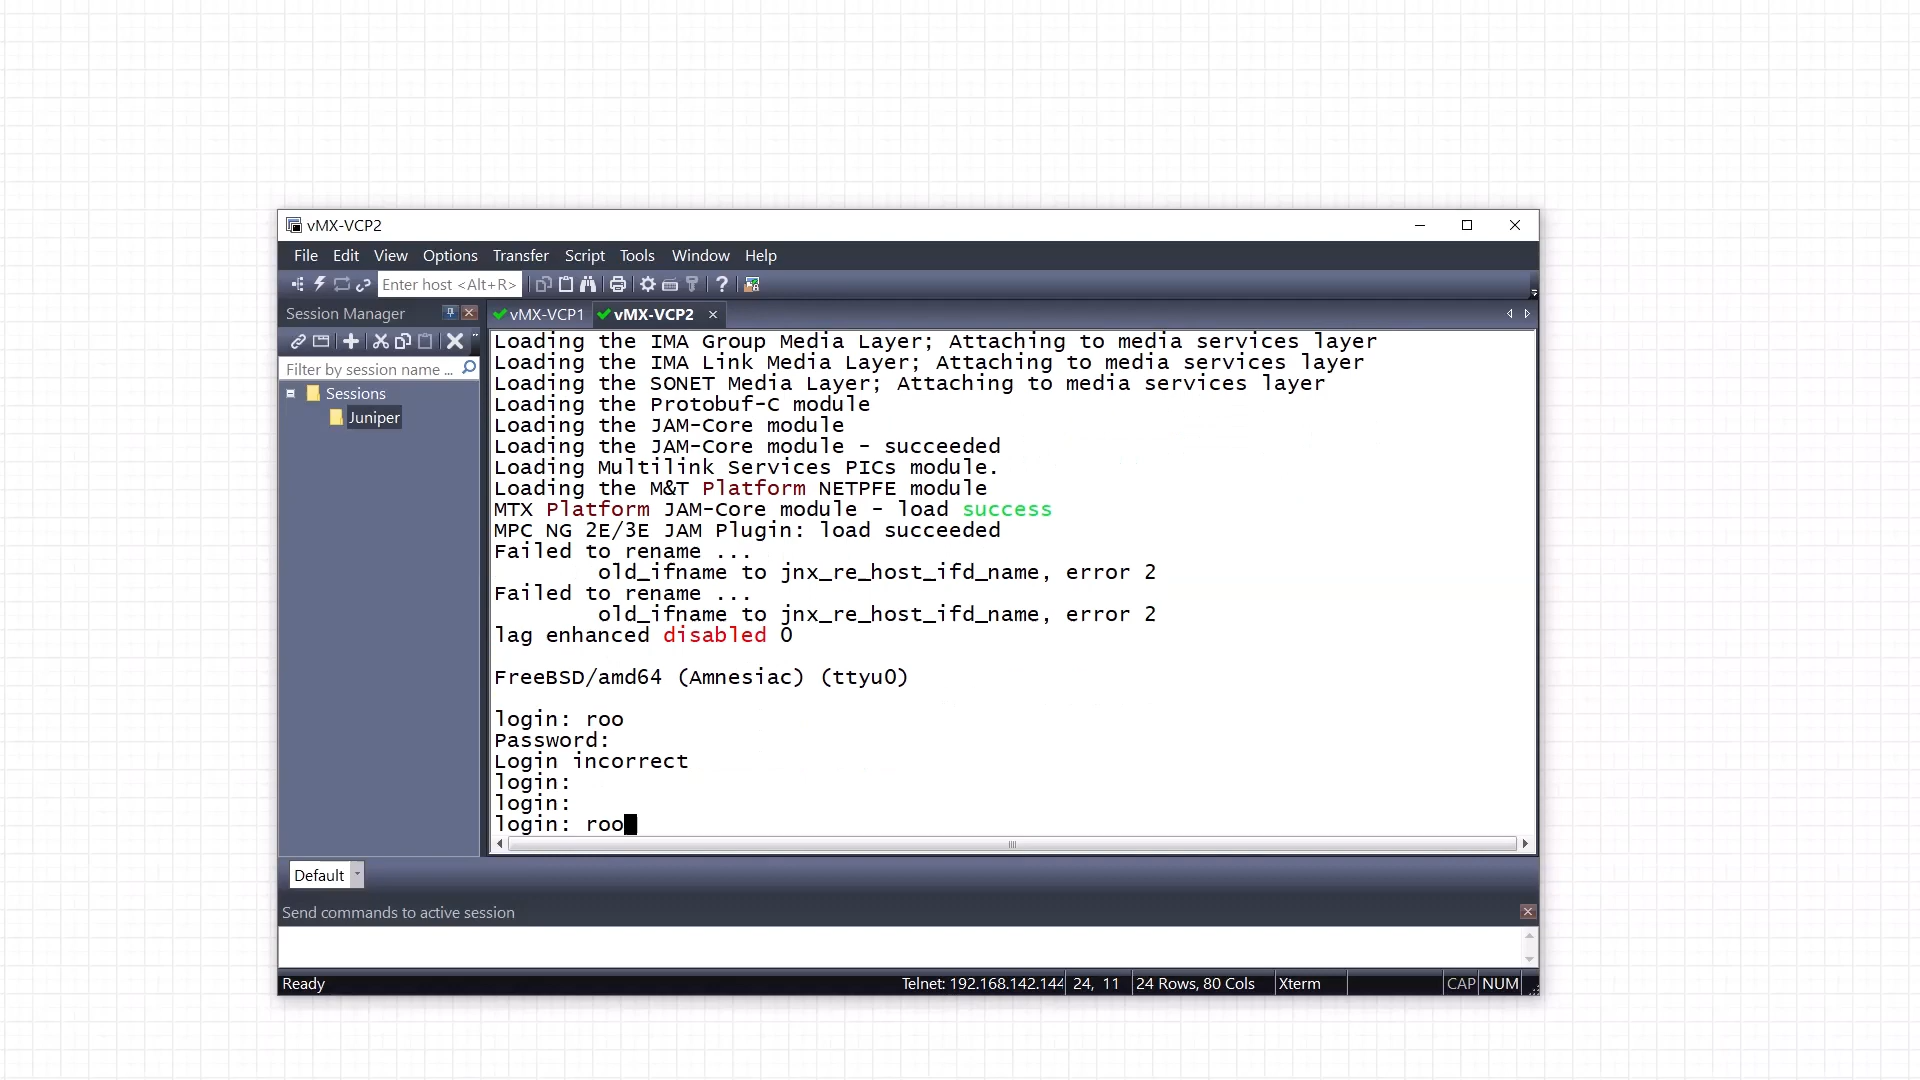 vMX-VCP2
File Edit View Options Transfer Script Tools Window Help
Enter host <Alt+R>
Session Manager
vMX-VCP1
vMX-VCP2
Filter by session name ...
Sessions
Juniper
Loading the IMA Group Media Layer; Attaching to media services layer
Loading the IMA Link Media Layer; Attaching to media services layer
Loading the SONET Media Layer; Attaching to media services layer
Loading the Protobuf-C module
Loading the JAM-Core module
Loading the JAM-Core module - succeeded
Loading Multilink Services PICs module.
Loading the M&T Platform NETPFE module
MTX Platform JAM-Core module - load success
MPC NG 2E/3E JAM Plugin: load succeeded
Failed to rename ...
old_ifname to jnx_re_host_ifd_name, error 2
Failed to rename ...
old_ifname to jnx_re_host_ifd_name, error 2
lag enhanced disabled 0
FreeBSD/amd64 (Amnesiac) (ttyu0)
login: roo
Password:
Login incorrect
login:
login:
login: roo
Default
Send commands to active session
Ready
Telnet: 192.168.142.144
24, 11
24 Rows, 80 Cols
Xterm
CAP NUM